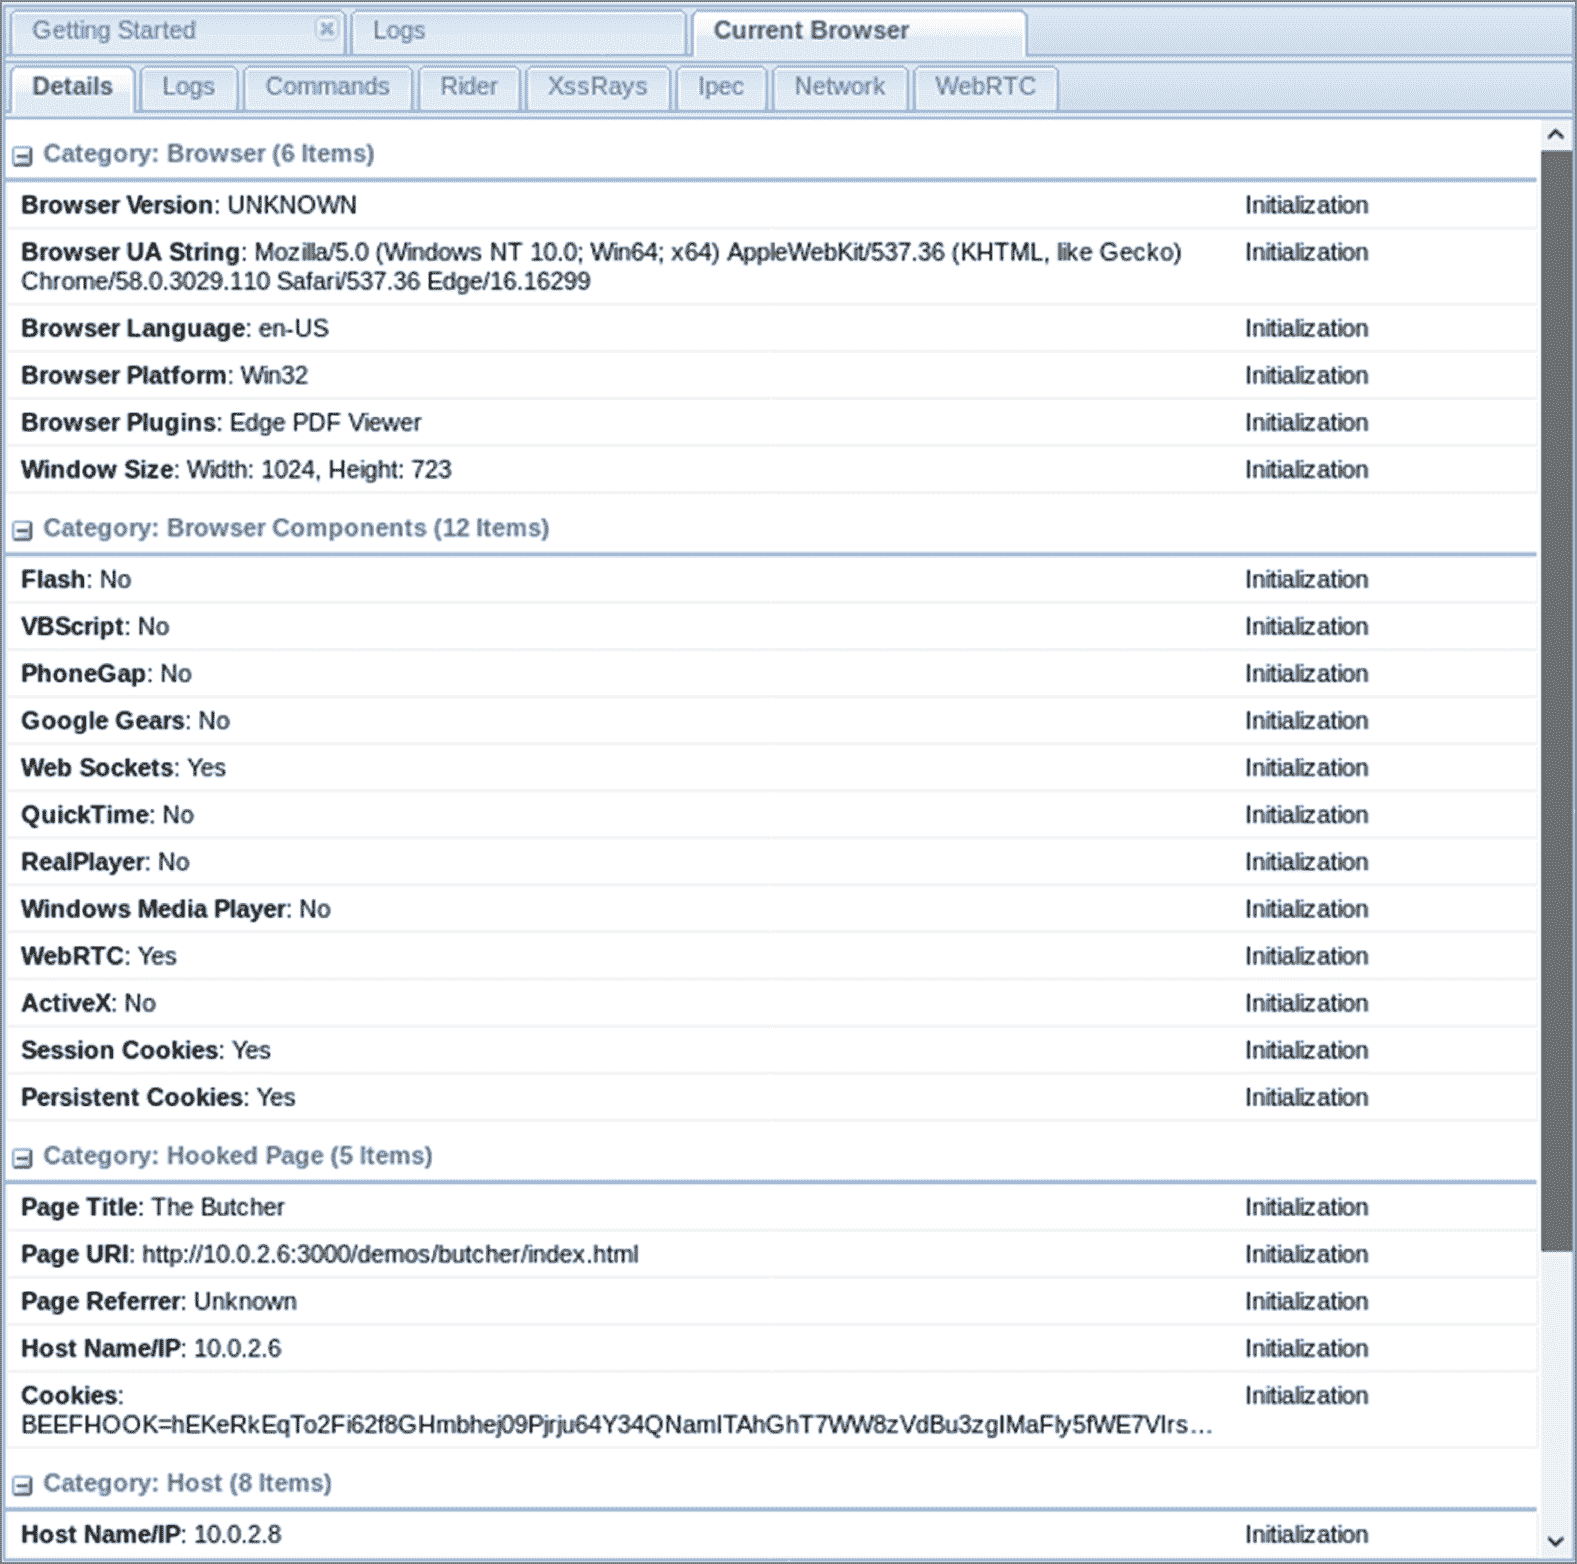 Getting Started
Logs
Current Browser
Details
Logs
Commands
Rider
XssRays
Ipec
Network
WebRTC
Category: Browser (6 Items)
Browser Version: UNKNOWN Initialization
Browser UA String: Mozilla/5.0 (Windows NT 10.0; Win64; x64) AppleWebKit/537.36 (KHTML, like Gecko) Initialization
Chrome/58.0.3029.110 Safari/537.36 Edge/16.16299
Browser Language: en-US Initialization
Browser Platform: Win32 Initialization
Browser Plugins: Edge PDF Viewer Initialization
Window Size: Width: 1024, Height: 723 Initialization
Category: Browser Components (12 Items)
Flash: No Initialization
VBScript: No Initialization
PhoneGap: No Initialization
Google Gears: No Initialization
Web Sockets: Yes Initialization
QuickTime: No Initialization
RealPlayer: No Initialization
Windows Media Player: No Initialization
WebRTC: Yes Initialization
ActiveX: No Initialization
Session Cookies: Yes Initialization
Persistent Cookies: Yes Initialization
Category: Hooked Page (5 Items)
Page Title: The Butcher Initialization
Page URI: http://10.0.2.6:3000/demos/butcher/index.html Initialization
Page Referrer: Unknown Initialization
Host Name/IP: 10.0.2.6 Initialization
Cookies: Initialization
BEEFHOOK=hEKeRkEqTo2Fi62f8GHmbhej09Pjrju64Y34QNamITAhGhT7WW8zVdBu3zgIMaFly5fWE7VIrs...
Category: Host (8 Items)
Host Name/IP: 10.0.2.8 Initialization